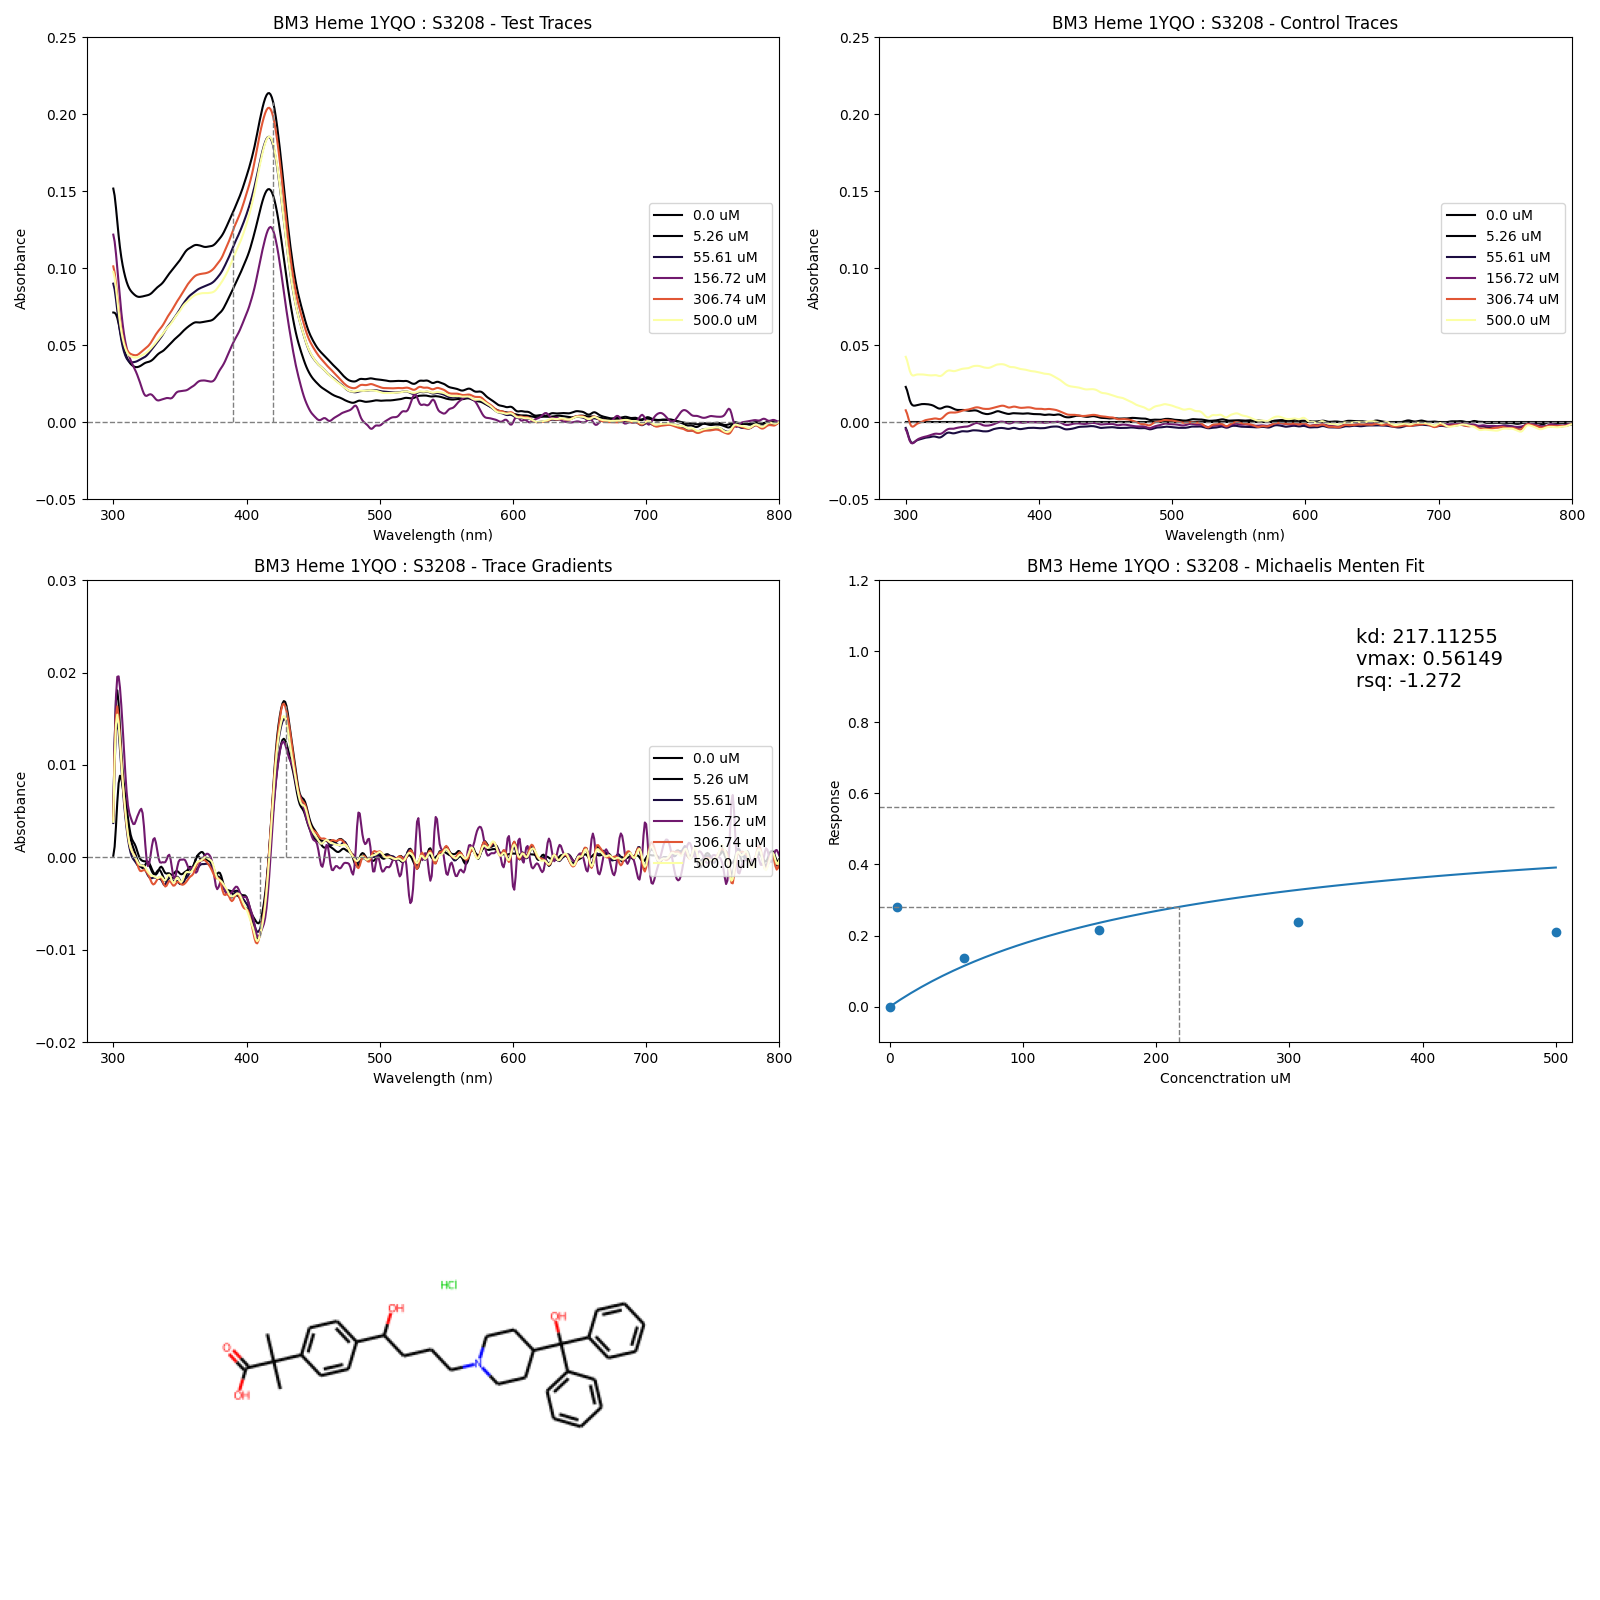 BM3 Heme 1YQO : S3208 - Test Traces
0.25
0.20
0.15
0.10
0.05
0.00
−0.05
Absorbance
300 400 500 600 700 800
Wavelength (nm)
0.0 uM
5.26 uM
55.61 uM
156.72 uM
306.74 uM
500.0 uM
BM3 Heme 1YQO : S3208 - Control Traces
0.25
0.20
0.15
0.10
0.05
0.00
−0.05
Absorbance
300 400 500 600 700 800
Wavelength (nm)
0.0 uM
5.26 uM
55.61 uM
156.72 uM
306.74 uM
500.0 uM
BM3 Heme 1YQO : S3208 - Trace Gradients
0.03
0.02
0.01
0.00
−0.01
−0.02
Absorbance
300 400 500 600 700 800
Wavelength (nm)
0.0 uM
5.26 uM
55.61 uM
156.72 uM
306.74 uM
500.0 uM
BM3 Heme 1YQO : S3208 - Michaelis Menten Fit
1.2
1.0
0.8
0.6
0.4
0.2
0.0
Response
kd: 217.11255
vmax: 0.56149
rsq: -1.272
0 100 200 300 400 500
Concenctration uM
HCl
OH
OH
O
N
OH